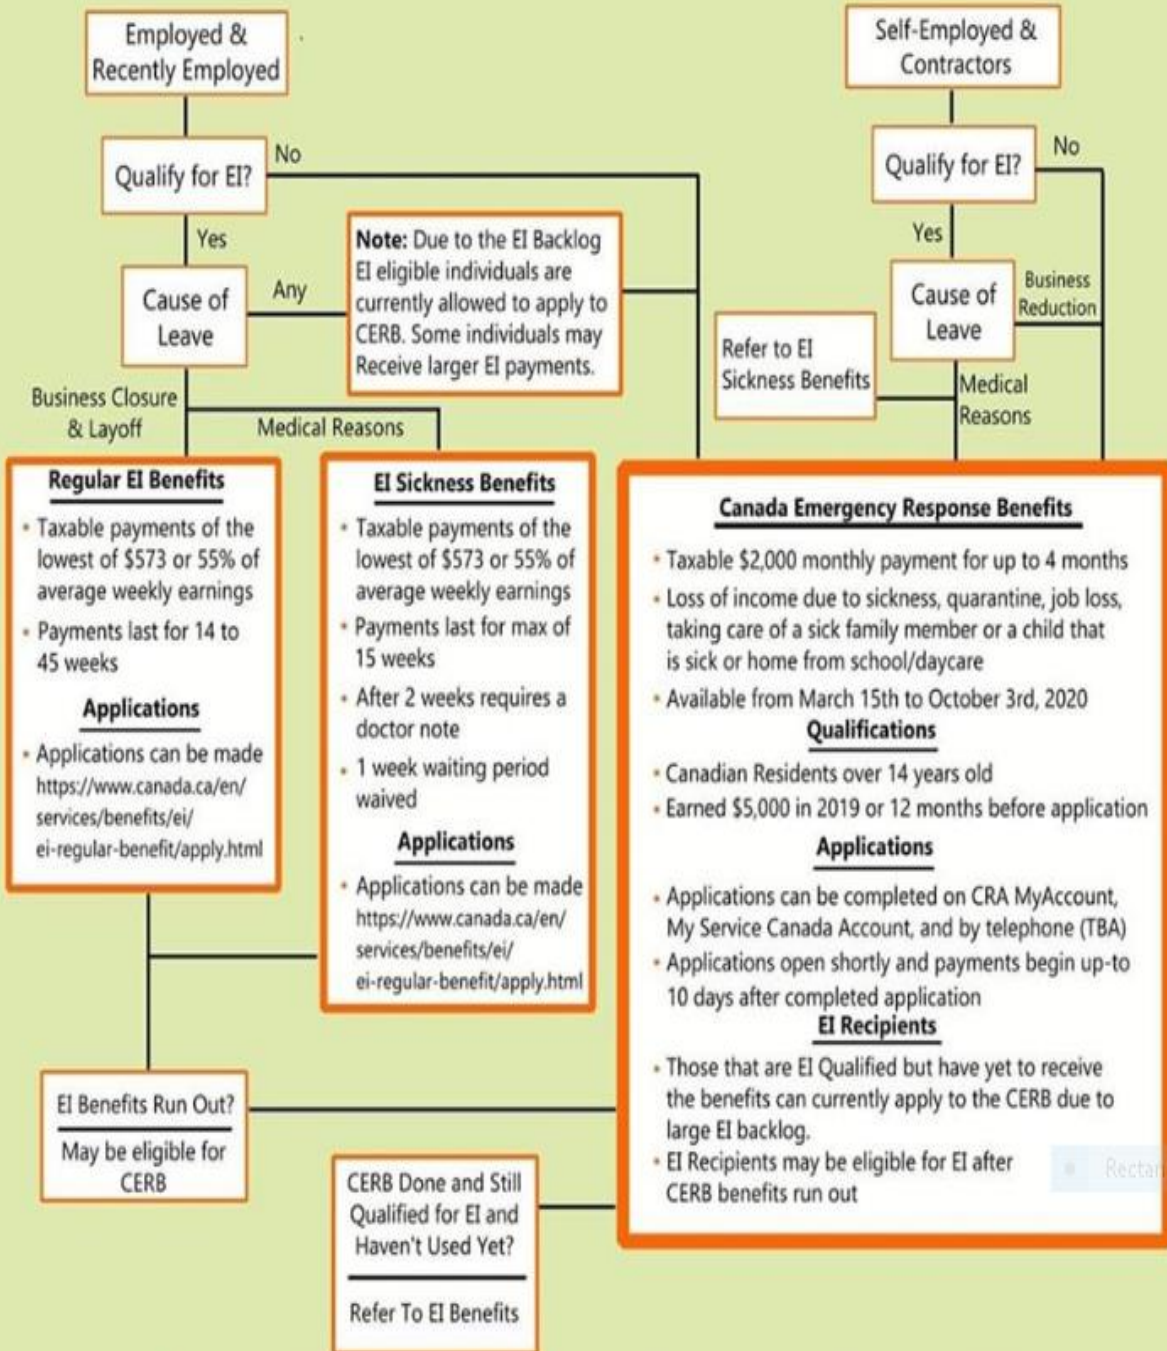 Employed &
Recently Employed
Qualify for EI?
No
Yes
Cause of
Leave
Any
Note: Due to the EI Backlog
EI eligible individuals are
currently allowed to apply to
CERB. Some individuals may
Receive larger EI payments.
Business Closure
& Layoff
Medical Reasons
Self-Employed &
Contractors
Qualify for EI?
No
Yes
Cause of
Leave
Business
Reduction
Refer to EI
Sickness Benefits
Medical
Reasons
Regular EI Benefits
• Taxable payments of the
lowest of $573 or 55% of
average weekly earnings
• Payments last for 14 to
45 weeks
Applications
• Applications can be made
https://www.canada.ca/en/
services/benefits/ei/
ei-regular-benefit/apply.html
EI Sickness Benefits
• Taxable payments of the
lowest of $573 or 55% of
average weekly earnings
• Payments last for max of
15 weeks
• After 2 weeks requires a
doctor note
• 1 week waiting period
waived
Applications
• Applications can be made
https://www.canada.ca/en/
services/benefits/ei/
ei-regular-benefit/apply.html
Canada Emergency Response Benefits
• Taxable $2,000 monthly payment for up to 4 months
• Loss of income due to sickness, quarantine, job loss,
taking care of a sick family member or a child that
is sick or home from school/daycare
• Available from March 15th to October 3rd, 2020
Qualifications
• Canadian Residents over 14 years old
• Earned $5,000 in 2019 or 12 months before application
Applications
• Applications can be completed on CRA MyAccount,
My Service Canada Account, and by telephone (TBA)
• Applications open shortly and payments begin up-to
10 days after completed application
EI Recipients
• Those that are EI Qualified but have yet to receive
the benefits can currently apply to the CERB due to
large EI backlog.
• EI Recipients may be eligible for EI after
CERB benefits run out
EI Benefits Run Out?
May be eligible for
CERB
CERB Done and Still
Qualified for EI and
Haven't Used Yet?
Refer To EI Benefits